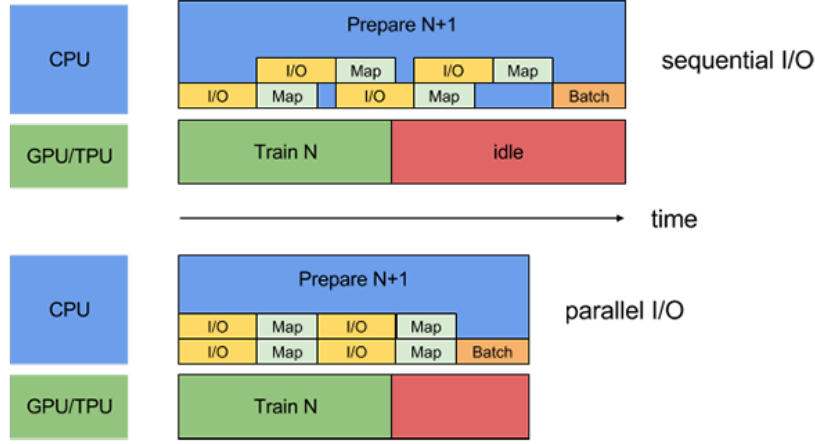 CPU
Prepare N+1
I/O Map I/O Map
I/O Map I/O Map Batch
sequential I/O
GPU/TPU
Train N
idle
time
CPU
Prepare N+1
I/O Map I/O Map
I/O Map I/O Map Batch
parallel I/O
GPU/TPU
Train N